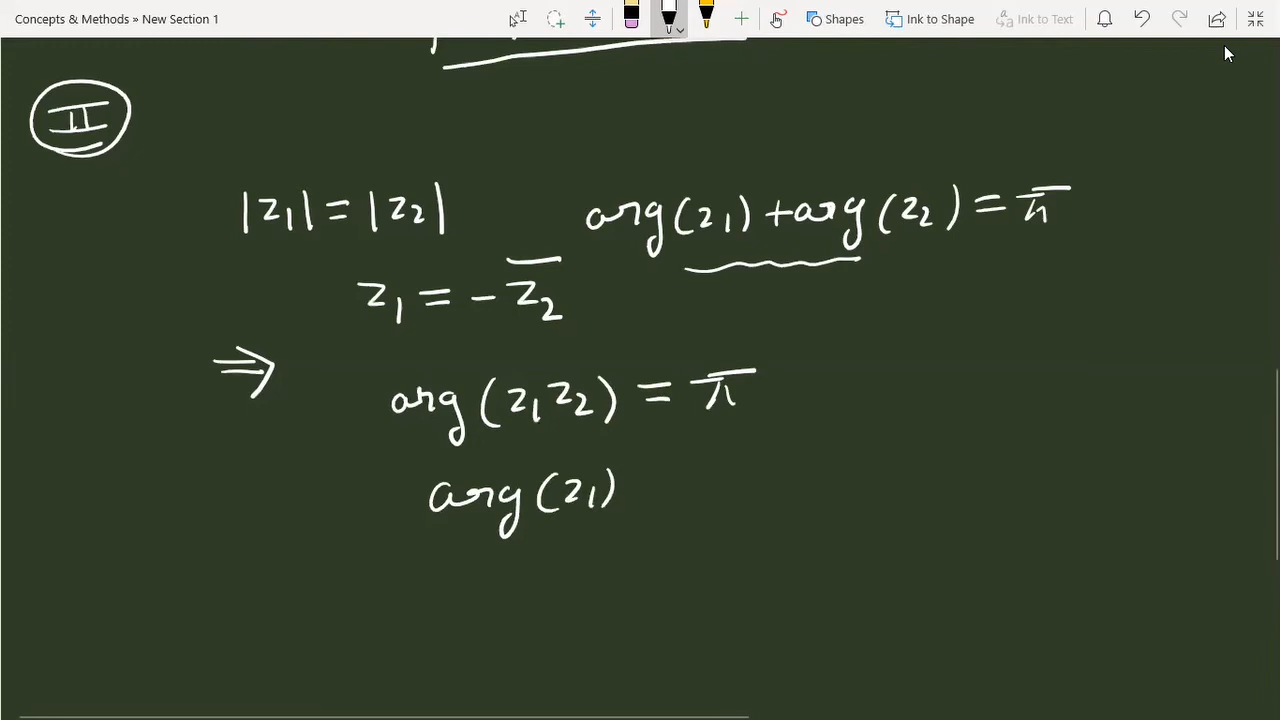 Concepts & Methods » New Section 1
Shapes
Ink to Shape
Ink to Text
II
|z₁| = |z₂| arg(z₁) + arg(z₂) = π
z₁ = - z̅₂
⇒ arg(z₁z₂) = π
arg(z₁)